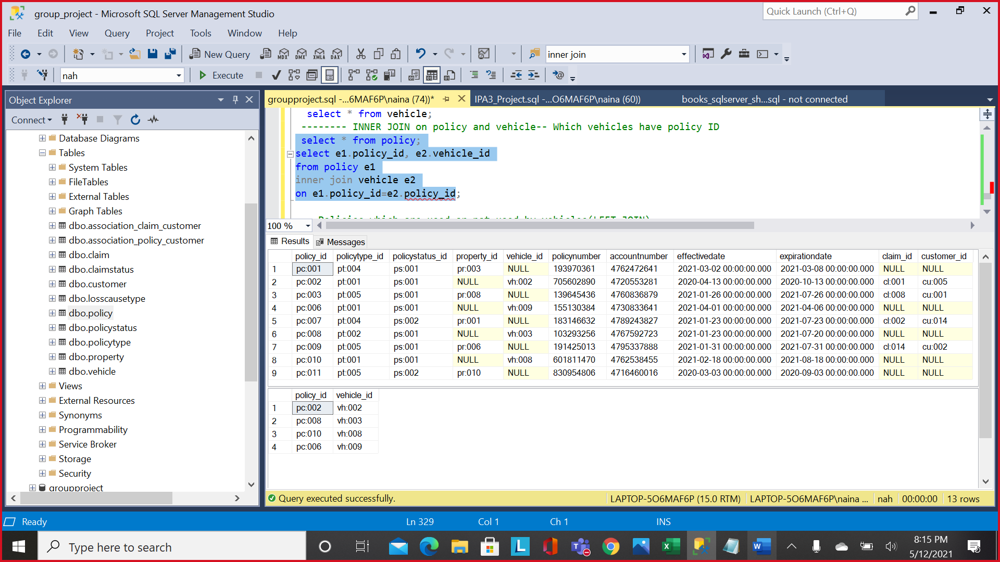 group_project - Microsoft SQL Server Management Studio
Quick Launch (Ctrl+Q)
File Edit View Query Project Tools Window Help
New Query MDX DMX XMLA DAX inner join
nah Execute
Object Explorer
Connect
Database Diagrams
Tables
System Tables
FileTables
External Tables
Graph Tables
dbo.association_claim_customer
dbo.association_policy_customer
dbo.claim
dbo.claimstatus
dbo.customer
dbo.losscausetype
dbo.policy
dbo.policystatus
dbo.policytype
dbo.property
dbo.vehicle
Views
External Resources
Synonyms
Programmability
Service Broker
Storage
Security
groupproject
groupproject.sql -...6MAF6P\naina (74))* IPA3_Project.sql -...O6MAF6P\naina (60)) books_sqlserver_sh...sql - not connected
select * from vehicle;
-------- INNER JOIN on policy and vehicle-- Which vehicles have policy ID
select * from policy;
select e1.policy_id, e2.vehicle_id
from policy e1
inner join vehicle e2
on e1.policy_id=e2.policy_id;
Policies which are used or not used by vehicles(LEFT JOIN)
100 %
Results Messages
policy_id policytype_id policystatus_id property_id vehicle_id policynumber accountnumber effectivedate expirationdate claim_id customer_id
1 pc:001 pt:004 ps:001 pr:003 NULL 193970361 4762472641 2021-03-02 00:00:00.000 2021-03-08 00:00:00.000 NULL NULL
2 pc:002 pt:001 ps:001 NULL vh:002 705602890 4720553281 2020-04-13 00:00:00.000 2020-10-13 00:00:00.000 cl:001 cu:005
3 pc:003 pt:005 ps:001 pr:008 NULL 139645436 4760836879 2021-01-26 00:00:00.000 2021-07-26 00:00:00.000 cl:008 cu:001
4 pc:006 pt:001 ps:001 NULL vh:009 155130384 4730833641 2021-04-01 00:00:00.000 2021-04-06 00:00:00.000 NULL NULL
5 pc:007 pt:004 ps:002 pr:001 NULL 183146632 4789243827 2021-01-23 00:00:00.000 2021-07-23 00:00:00.000 cl:002 cu:014
6 pc:008 pt:002 ps:001 NULL vh:003 103293256 4767592723 2021-01-23 00:00:00.000 2021-07-20 00:00:00.000 NULL NULL
7 pc:009 pt:005 ps:001 pr:006 NULL 191425013 4795337888 2021-01-31 00:00:00.000 2021-07-31 00:00:00.000 cl:014 cu:002
8 pc:010 pt:001 ps:001 NULL vh:008 601811470 4762538455 2021-02-18 00:00:00.000 2021-08-18 00:00:00.000 NULL NULL
9 pc:011 pt:005 ps:002 pr:010 NULL 830954806 4716460016 2020-03-03 00:00:00.000 2020-09-03 00:00:00.000 NULL NULL
policy_id vehicle_id
1 pc:002 vh:002
2 pc:008 vh:003
3 pc:010 vh:008
4 pc:006 vh:009
Query executed successfully. LAPTOP-5O6MAF6P (15.0 RTM) LAPTOP-5O6MAF6P\naina ... nah 00:00:00 13 rows
Ready Ln 329 Col 1 Ch 1 INS
Type here to search
8:15 PM
5/12/2021